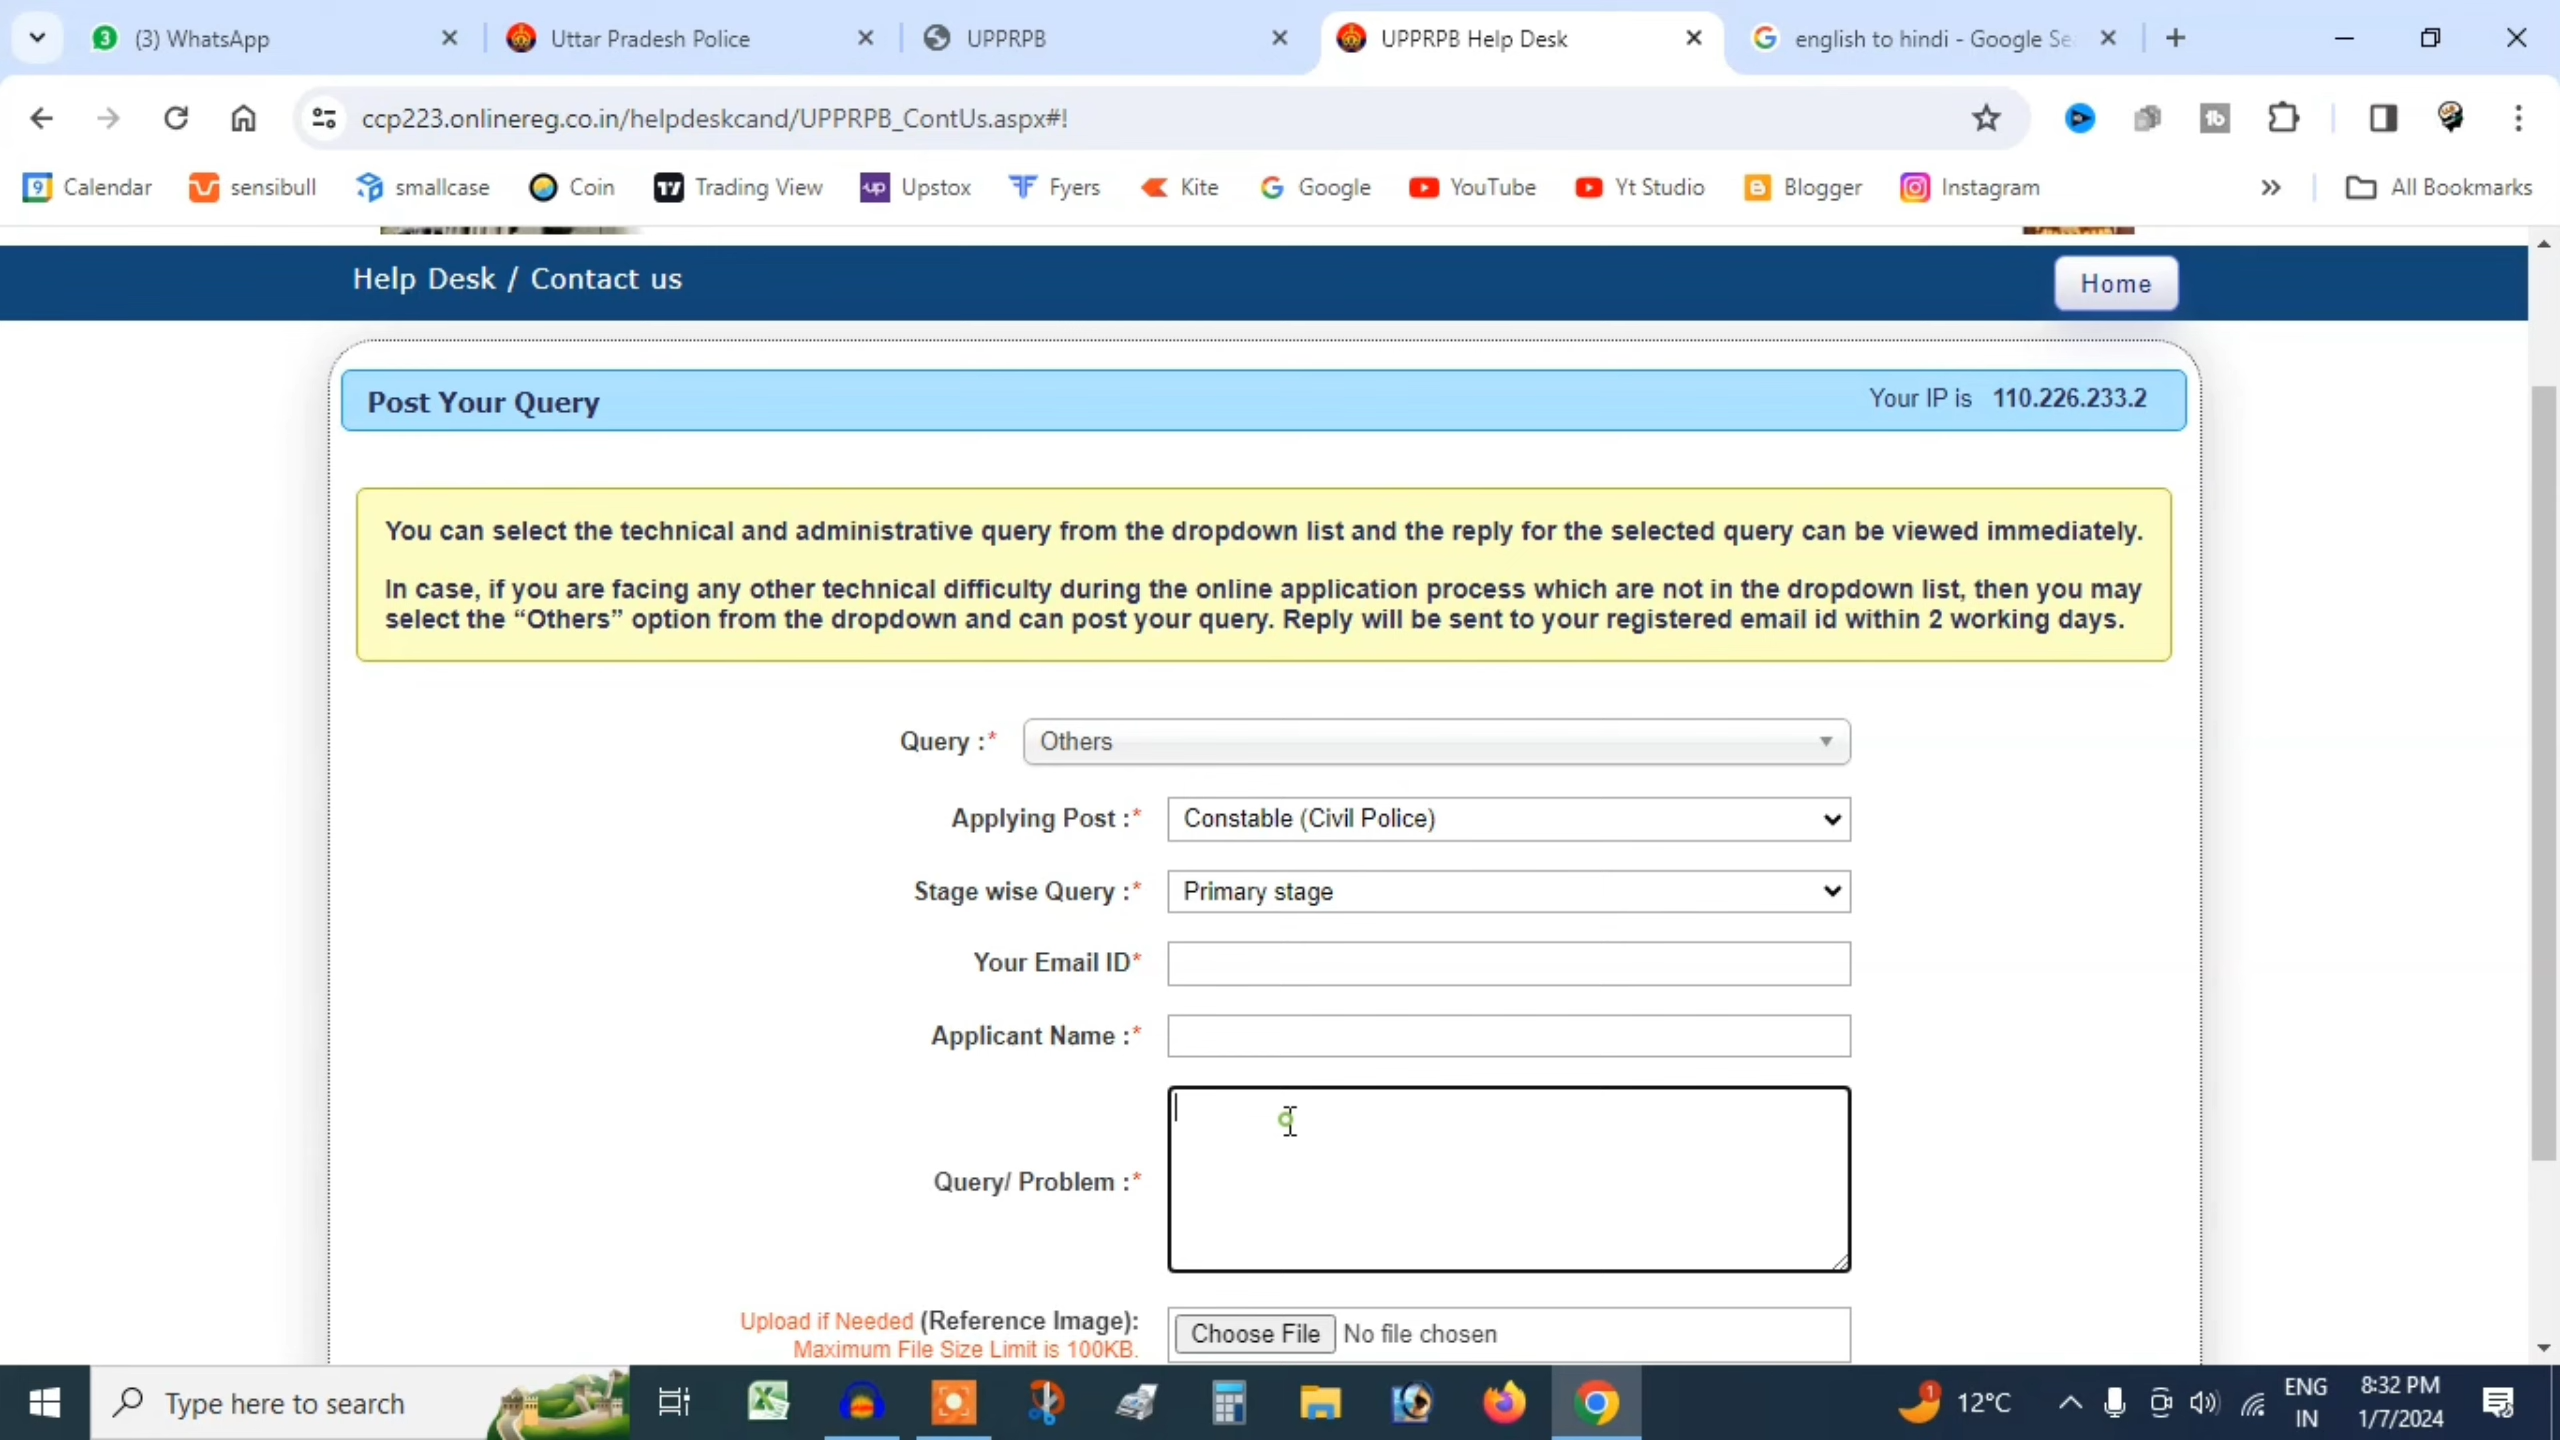 (3) WhatsApp
Uttar Pradesh Police
UPPRPB
UPPRPB Help Desk
english to hindi - Google Se
ccp223.onlinereg.co.in/helpdeskcand/UPPRPB_ContUs.aspx#!
Calendar
sensibull
smallcase
Coin
Trading View
Upstox
Fyers
Kite
Google
YouTube
Yt Studio
Blogger
Instagram
All Bookmarks
Help Desk / Contact us
Home
Post Your Query
Your IP is 110.226.233.2
You can select the technical and administrative query from the dropdown list and the reply for the selected query can be viewed immediately.
In case, if you are facing any other technical difficulty during the online application process which are not in the dropdown list, then you may
select the “Others” option from the dropdown and can post your query. Reply will be sent to your registered email id within 2 working days.
Query :* Others
Applying Post :* Constable (Civil Police)
Stage wise Query :* Primary stage
Your Email ID*
Applicant Name :*
Query/ Problem :*
Upload if Needed (Reference Image):
Maximum File Size Limit is 100KB.
Choose File No file chosen
Type here to search
12°C
ENG
IN
8:32 PM
1/7/2024